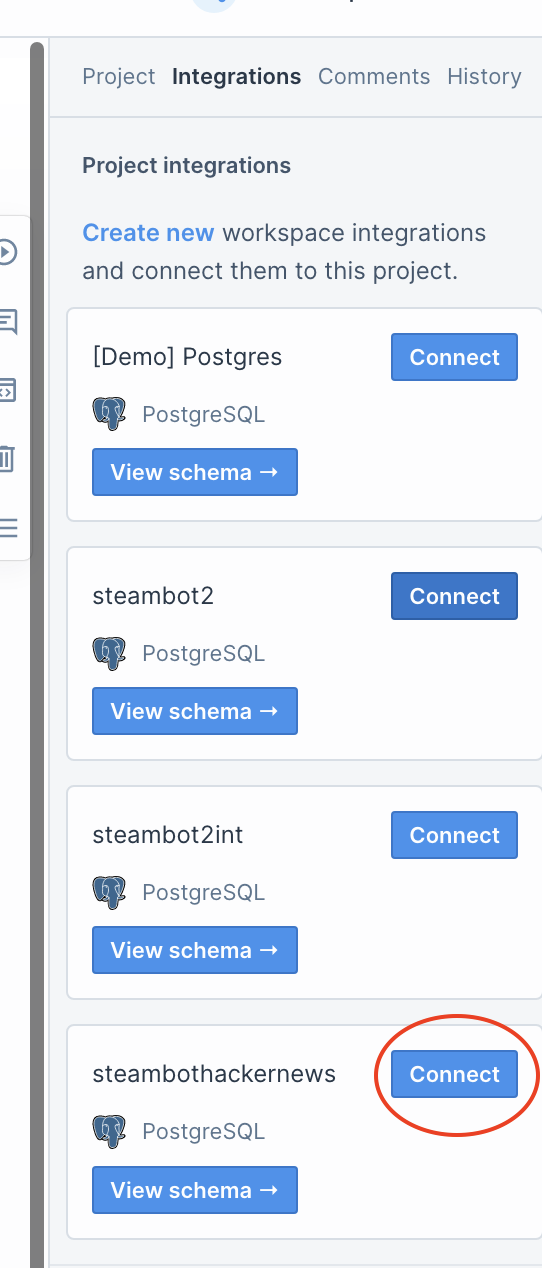 Project Integrations Comments History
Project integrations
Create new workspace integrations
and connect them to this project.
[Demo] Postgres Connect
PostgreSQL
View schema →
steambot2 Connect
PostgreSQL
View schema →
steambot2int Connect
PostgreSQL
View schema →
steambothackernews Connect
PostgreSQL
View schema →